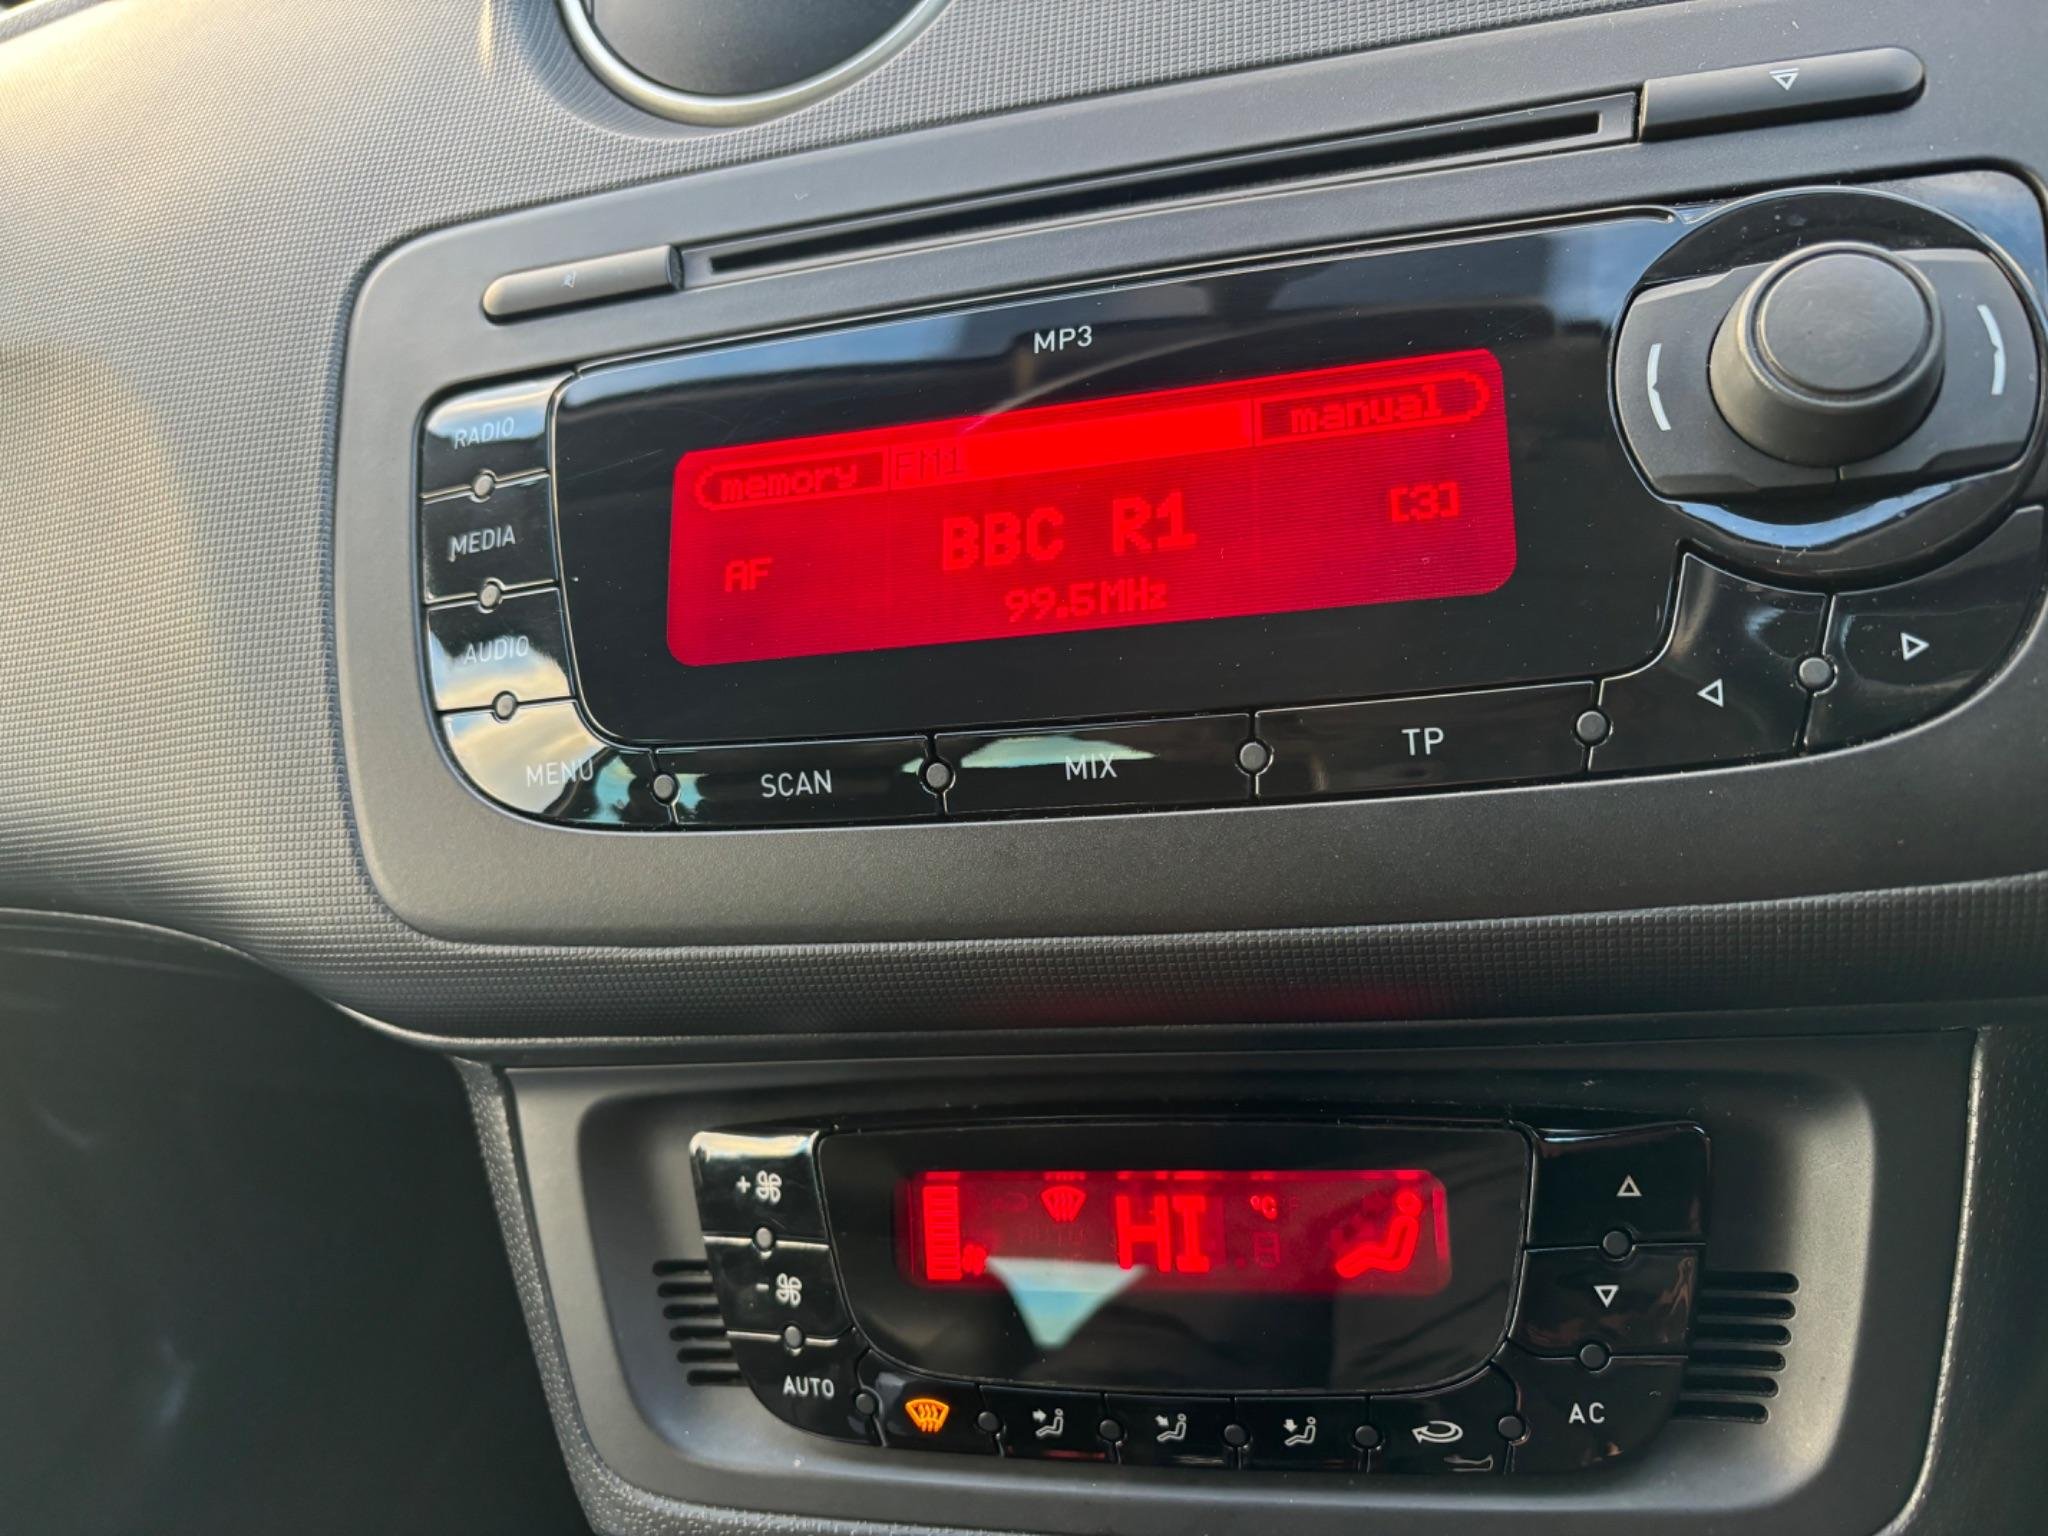 MP3
RADIO
memory FM1 manual
BBC R1 [3]
MEDIA
AF
99.5MHz
AUDIO
MENU SCAN MIX TP
+
HI °C
-
AUTO
AC